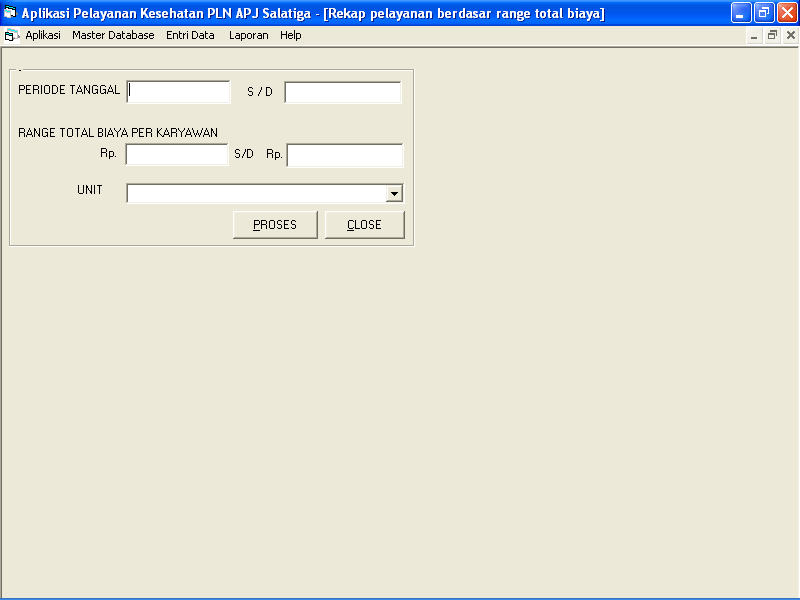 Aplikasi Pelayanan Kesehatan PLN APJ Salatiga - [Rekap pelayanan berdasar range total biaya]
Aplikasi Master Database Entri Data Laporan Help
PERIODE TANGGAL S / D
RANGE TOTAL BIAYA PER KARYAWAN
Rp. S/D Rp.
UNIT
PROSES CLOSE